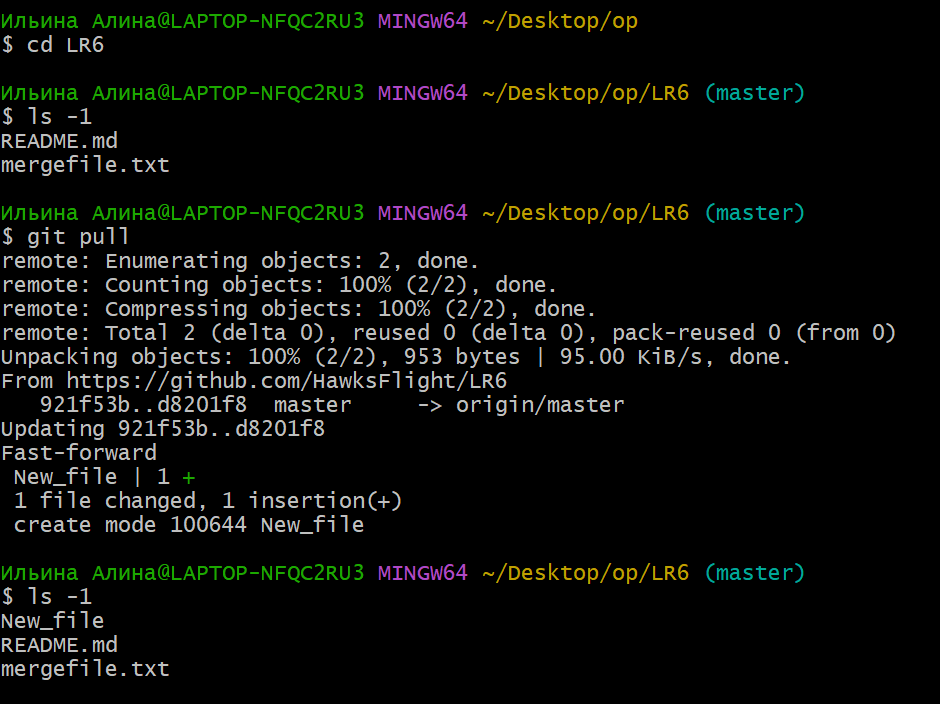 Ильина Алина@LAPTOP-NFQC2RU3 MINGW64 ~/Desktop/op
$ cd LR6
Ильина Алина@LAPTOP-NFQC2RU3 MINGW64 ~/Desktop/op/LR6 (master)
$ ls -1
README.md
mergefile.txt
Ильина Алина@LAPTOP-NFQC2RU3 MINGW64 ~/Desktop/op/LR6 (master)
$ git pull
remote: Enumerating objects: 2, done.
remote: Counting objects: 100% (2/2), done.
remote: Compressing objects: 100% (2/2), done.
remote: Total 2 (delta 0), reused 0 (delta 0), pack-reused 0 (from 0)
Unpacking objects: 100% (2/2), 953 bytes | 95.00 KiB/s, done.
From https://github.com/HawksFlight/LR6
   921f53b..d8201f8  master     -> origin/master
Updating 921f53b..d8201f8
Fast-forward
 New_file | 1 +
 1 file changed, 1 insertion(+)
 create mode 100644 New_file
Ильина Алина@LAPTOP-NFQC2RU3 MINGW64 ~/Desktop/op/LR6 (master)
$ ls -1
New_file
README.md
mergefile.txt